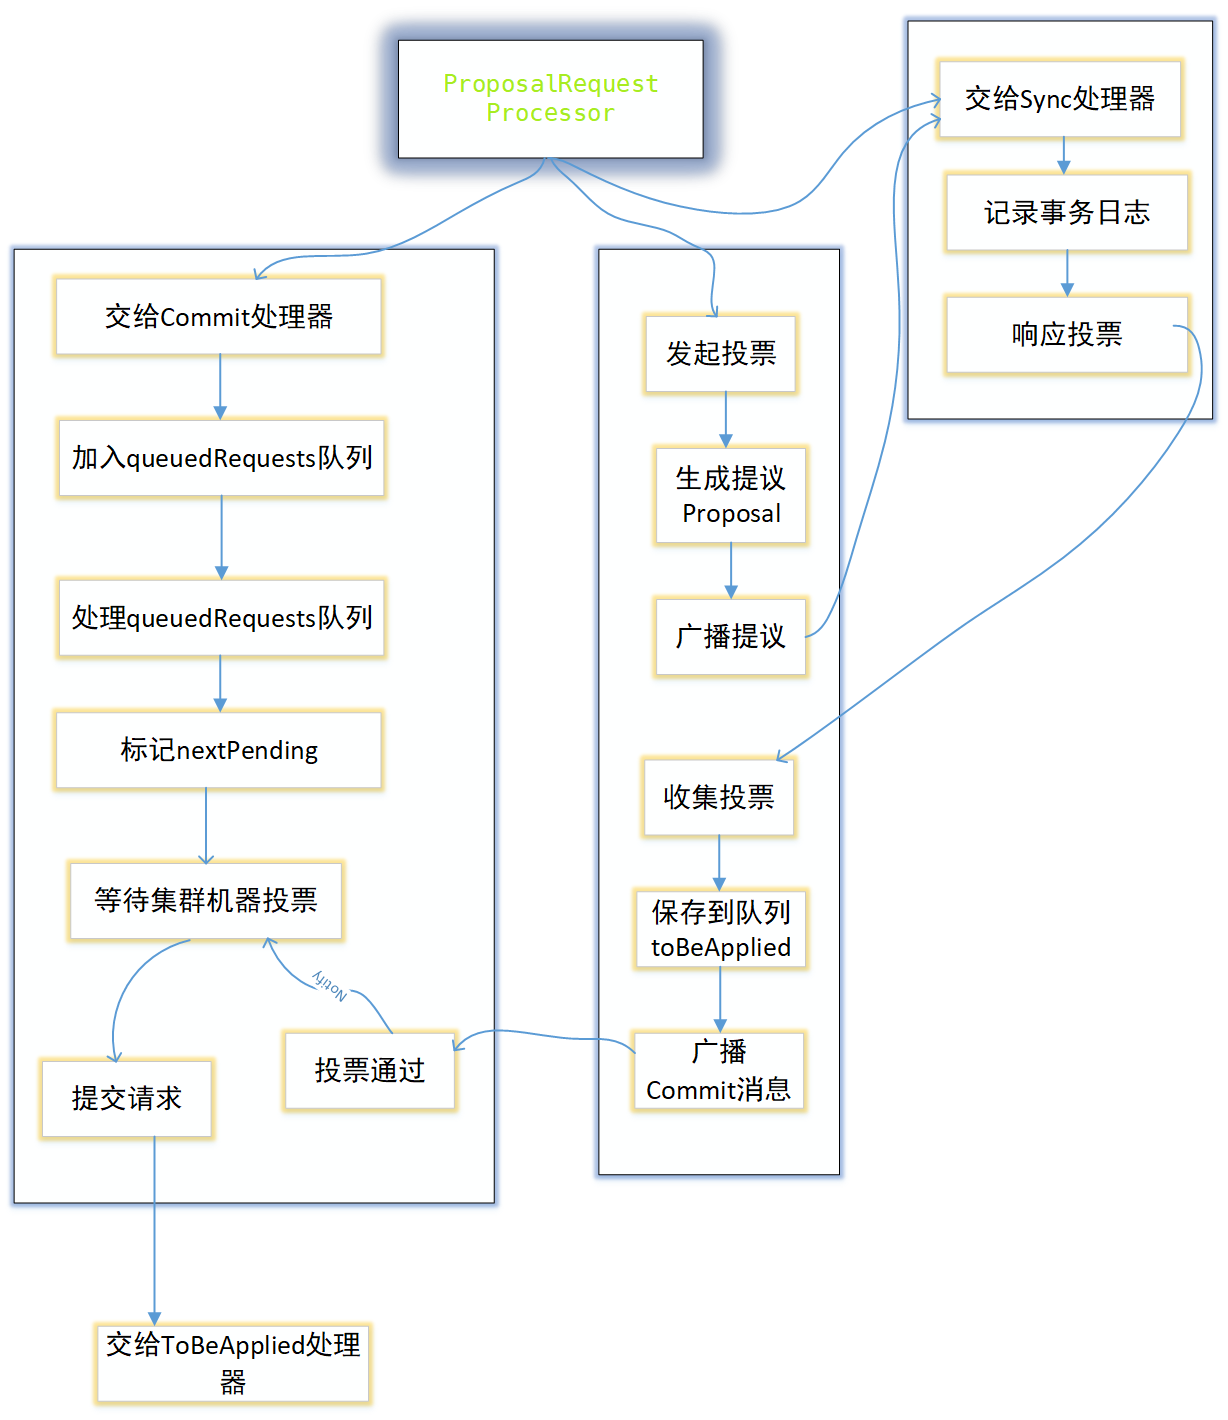 ProposalRequest
Processor
交给Sync处理器
记录事务日志
响应投票
交给Commit处理器
加入queuedRequests队列
处理queuedRequests队列
标记nextPending
等待集群机器投票
Notify
投票通过
提交请求
交给ToBeApplied处理
器
发起投票
生成提议
Proposal
广播提议
收集投票
保存到队列
toBeApplied
广播
Commit消息